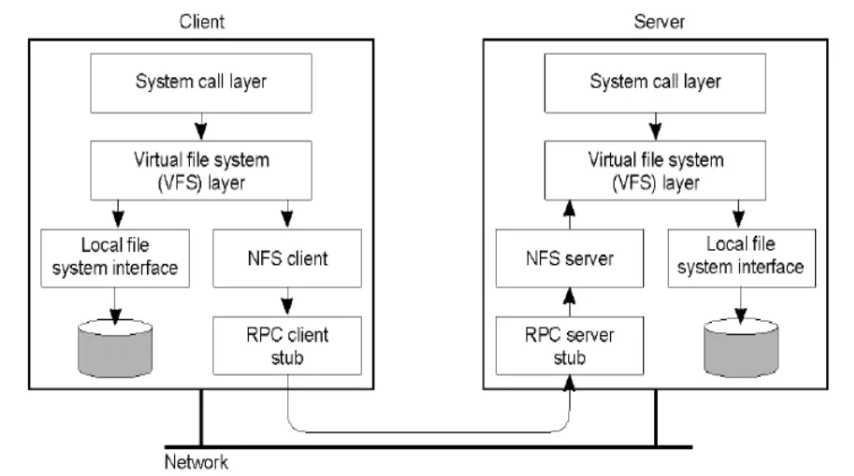 Client
Server
System call layer
System call layer
Virtual file system
(VFS) layer
Virtual file system
(VFS) layer
Local file
system interface
NFS client
NFS server
Local file
system interface
RPC client
stub
RPC server
stub
Network